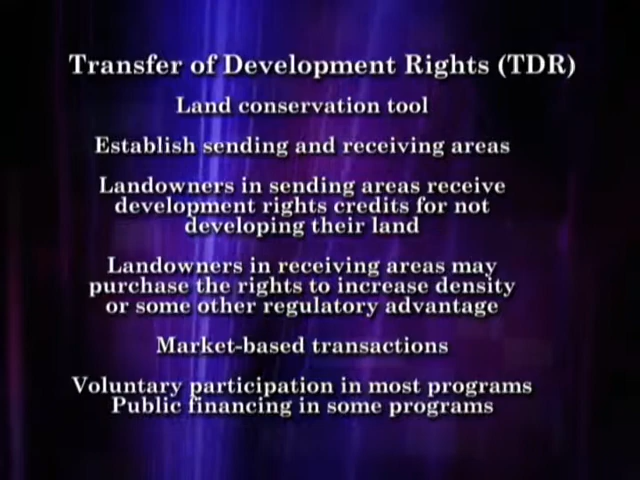 Transfer of Development Rights (TDR)
Land conservation tool
Establish sending and receiving areas
Landowners in sending areas receive
development rights credits for not
developing their land
Landowners in receiving areas may
purchase the rights to increase density
or some other regulatory advantage
Market-based transactions
Voluntary participation in most programs
Public financing in some programs